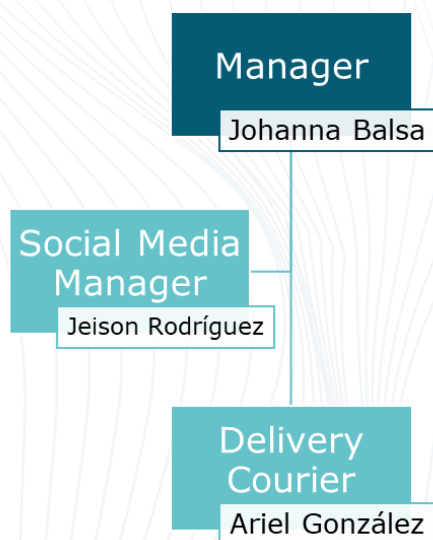 Manager
Johanna Balsa
Social Media
Manager
Jeison Rodríguez
Delivery
Courier
Ariel González